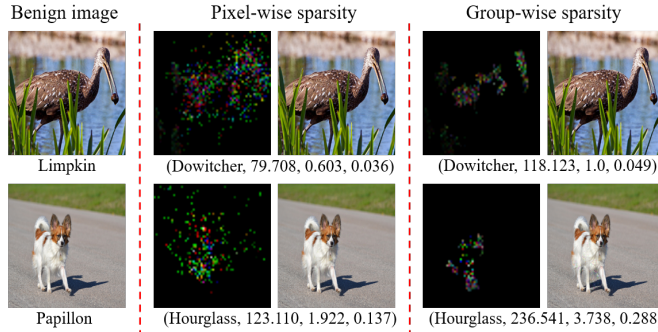 Benign image
Pixel-wise sparsity
Group-wise sparsity
Limpkin
(Dowitcher, 79.708, 0.603, 0.036)
(Dowitcher, 118.123, 1.0, 0.049)
Papillon
(Hourglass, 123.110, 1.922, 0.137)
(Hourglass, 236.541, 3.738, 0.288